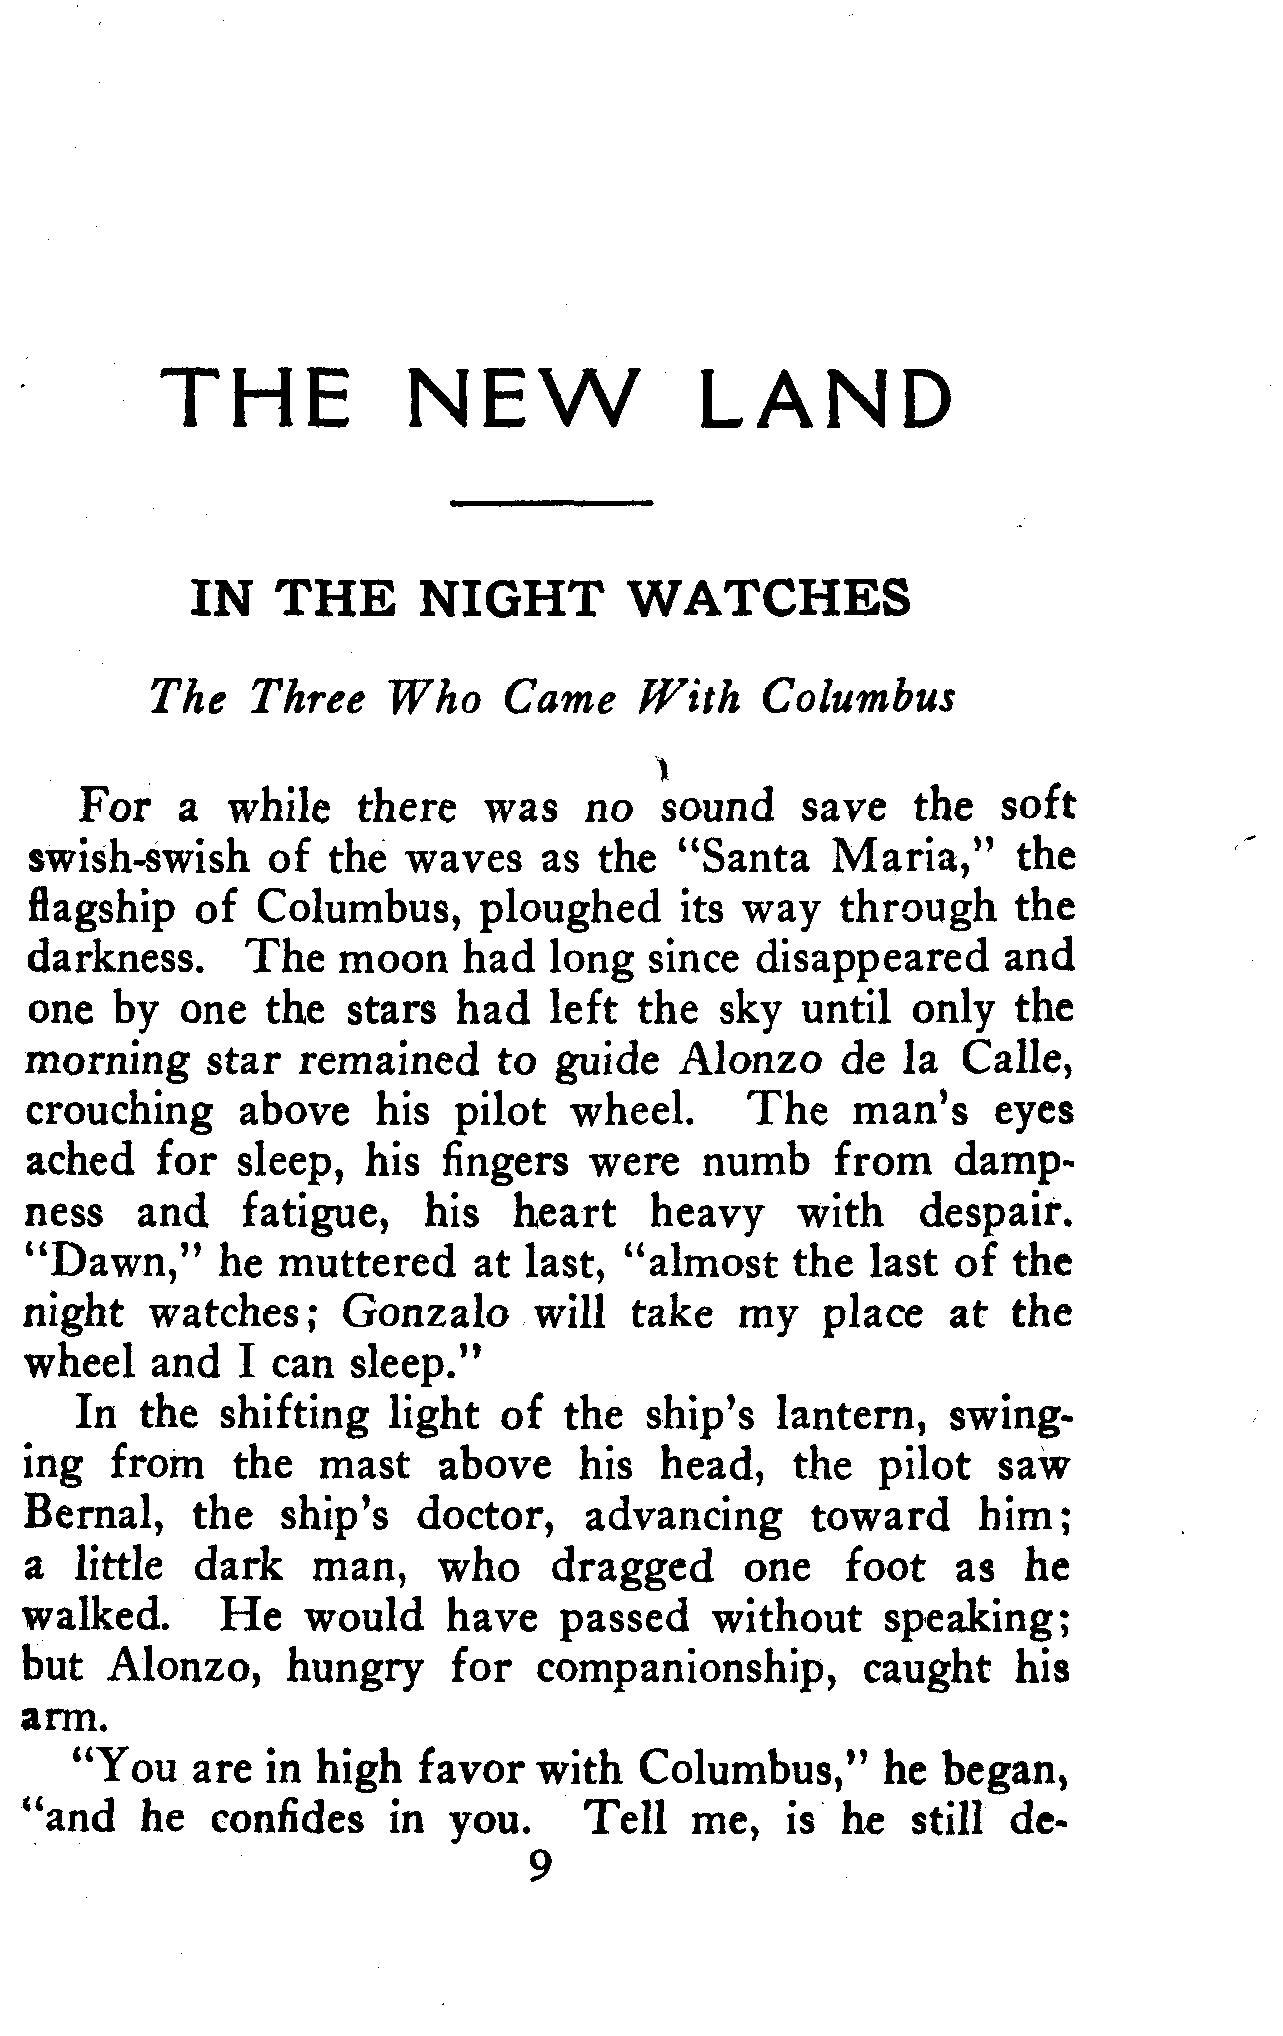 THE NEW LAND
IN THE NIGHT WATCHES
The Three Who Came With Columbus
For a while there was no sound save the soft
swish-swish of the waves as the “Santa Maria,” the
flagship of Columbus, ploughed its way through the
darkness. The moon had long since disappeared and
one by one the stars had left the sky until only the
morning star remained to guide Alonzo de la Calle,
crouching above his pilot wheel. The man's eyes
ached for sleep, his fingers were numb from damp-
ness and fatigue, his heart heavy with despair.
“Dawn,” he muttered at last, “almost the last of the
night watches; Gonzalo will take my place at the
wheel and I can sleep.”
In the shifting light of the ship's lantern, swing-
ing from the mast above his head, the pilot saw
Bernal, the ship's doctor, advancing toward him;
a little dark man, who dragged one foot as he
walked. He would have passed without speaking;
but Alonzo, hungry for companionship, caught his
arm.
“You are in high favor with Columbus,” he began,
“and he confides in you. Tell me, is he still de-
9